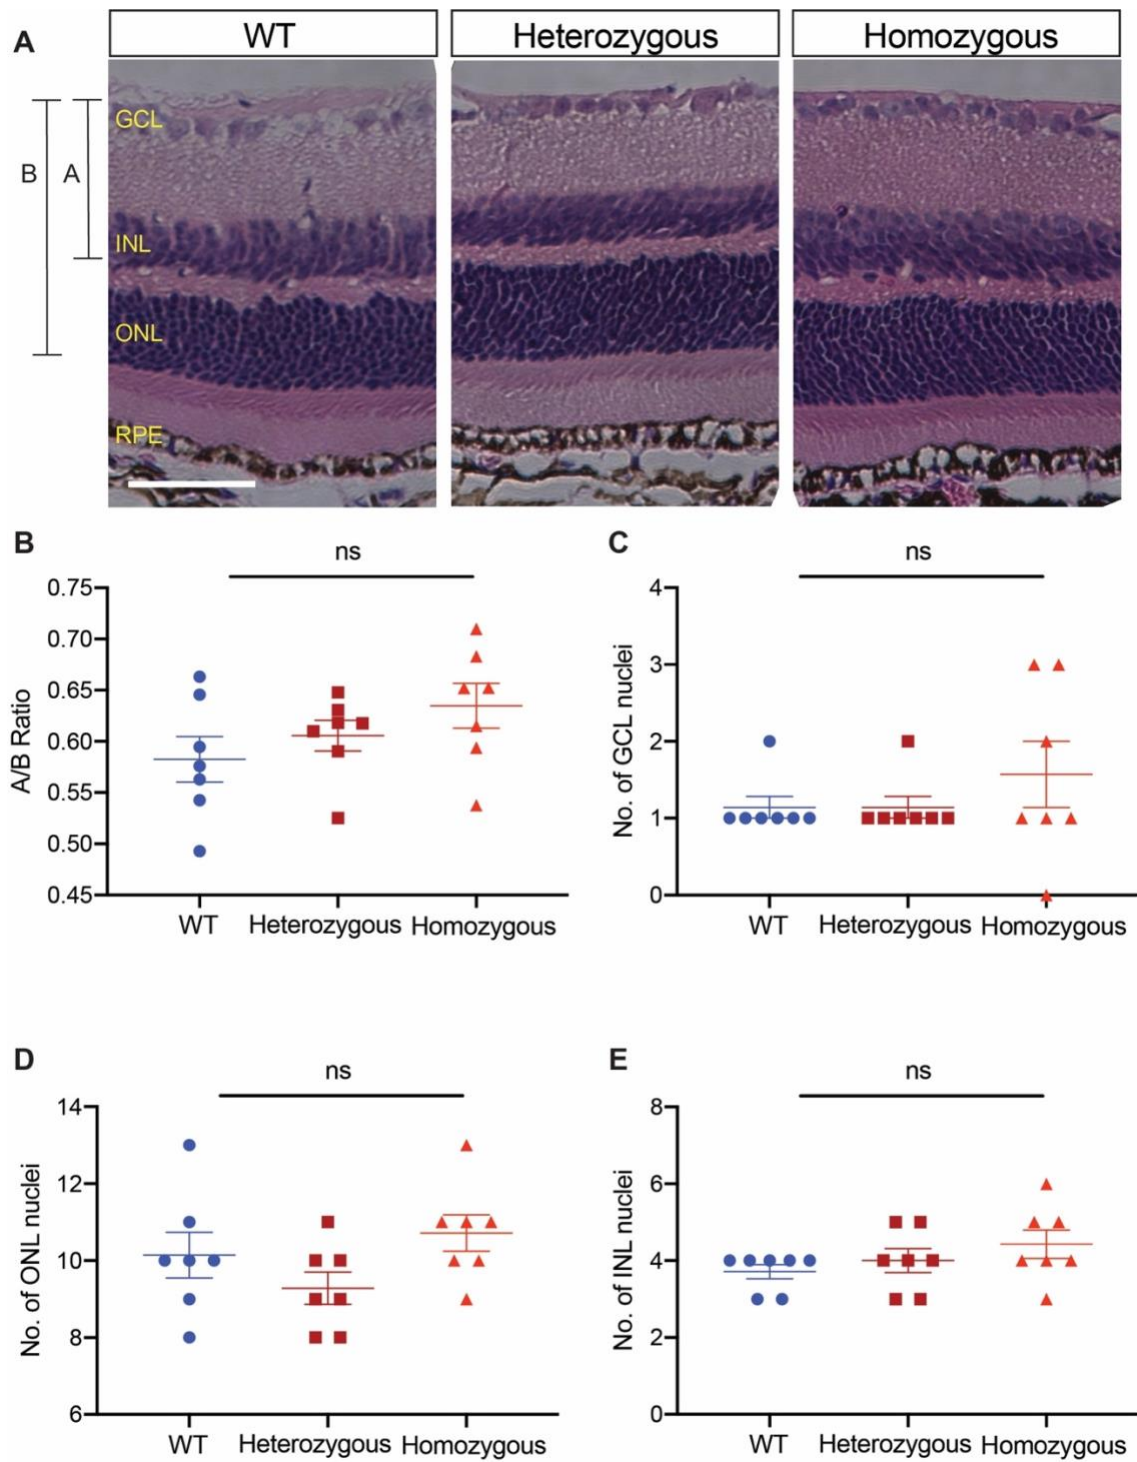 A
WT
Heterozygous
Homozygous
B
A
GCL
INL
ONL
RPE
B
ns
A/B Ratio
0.75
0.70
0.65
0.60
0.55
0.50
0.45
WT
Heterozygous
Homozygous
C
ns
No. of GCL nuclei
4
3
2
1
0
WT
Heterozygous
Homozygous
D
ns
No. of ONL nuclei
14
12
10
8
6
WT
Heterozygous
Homozygous
E
ns
No. of INL nuclei
8
6
4
2
0
WT
Heterozygous
Homozygous